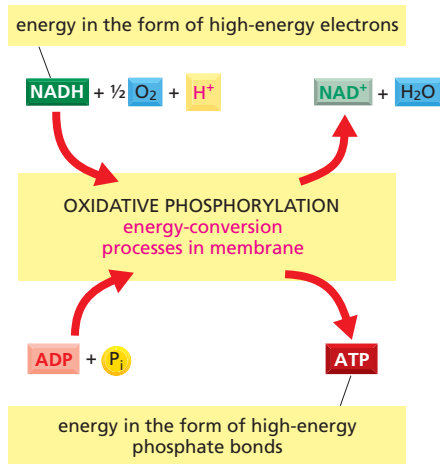 energy in the form of high-energy electrons
NADH + ½ O₂ + H⁺ NAD⁺ + H₂O
OXIDATIVE PHOSPHORYLATION
energy-conversion
processes in membrane
ADP + Pᵢ ATP
energy in the form of high-energy
phosphate bonds